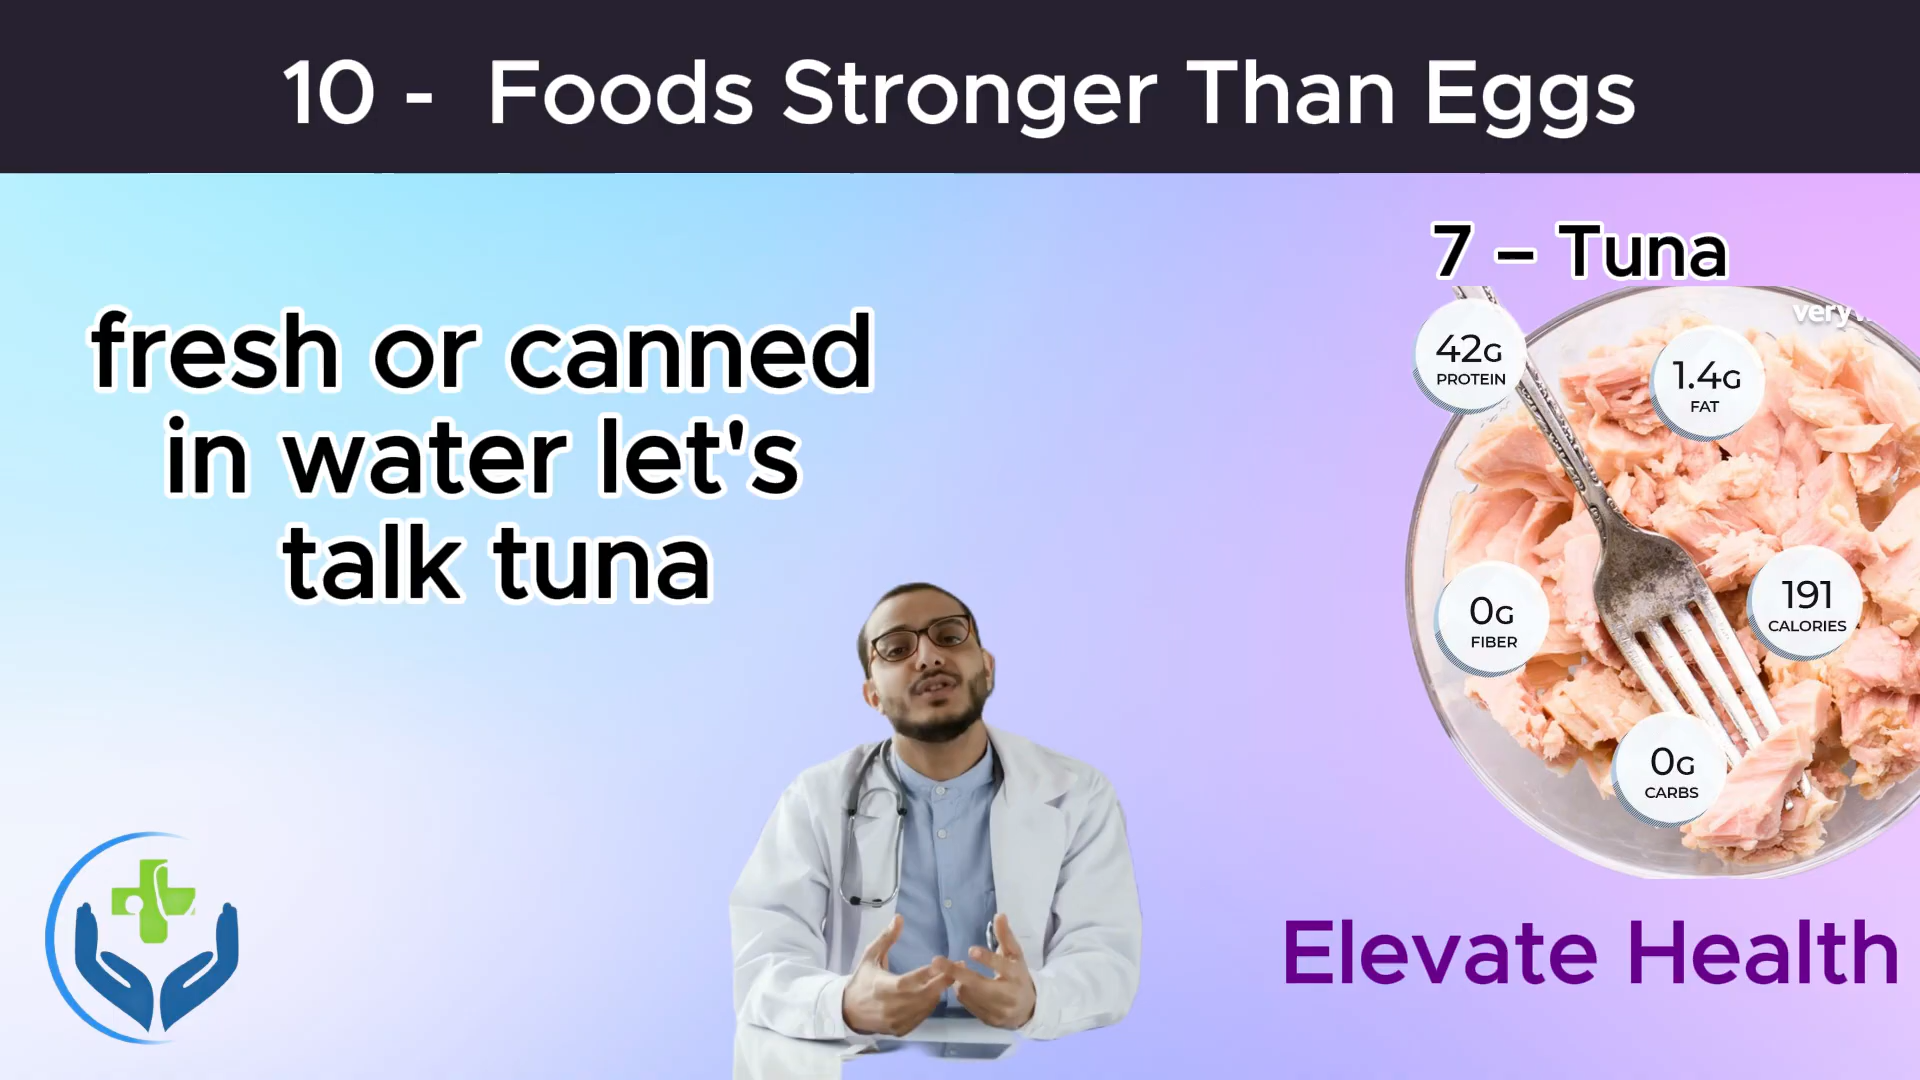 10 - Foods Stronger Than Eggs
7 – Tuna
fresh or canned
in water let's
talk tuna
42G
PROTEIN
1.4G
FAT
0G
FIBER
191
CALORIES
0G
CARBS
Elevate Health